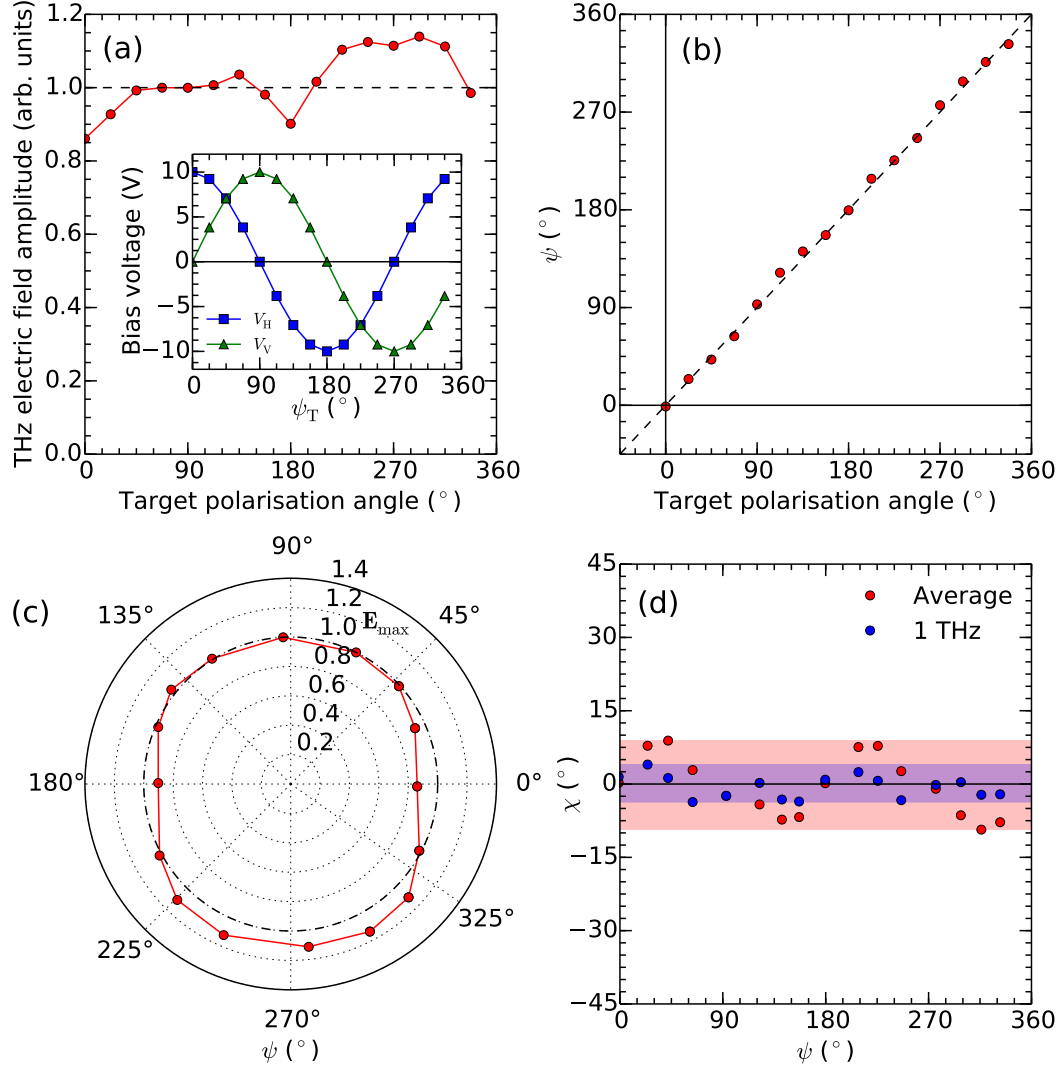 (a)
THz electric field amplitude (arb. units)
1.2
1.0
0.8
0.6
0.4
0.2
0.0
0 90 180 270 360
Target polarisation angle (°)
Bias voltage (V)
10
5
0
−5
−10
V_H
V_V
0 90 180 270 360
ψ_T (°)
(b)
ψ (°)
360
270
180
90
0
0 90 180 270 360
Target polarisation angle (°)
(c)
90°
135°
45°
180°
0°
225°
325°
270°
1.4
1.2
1.0
0.8
0.6
0.4
0.2
E_max
ψ (°)
(d)
Average
1 THz
χ (°)
45
30
15
0
−15
−30
−45
0 90 180 270 360
ψ (°)